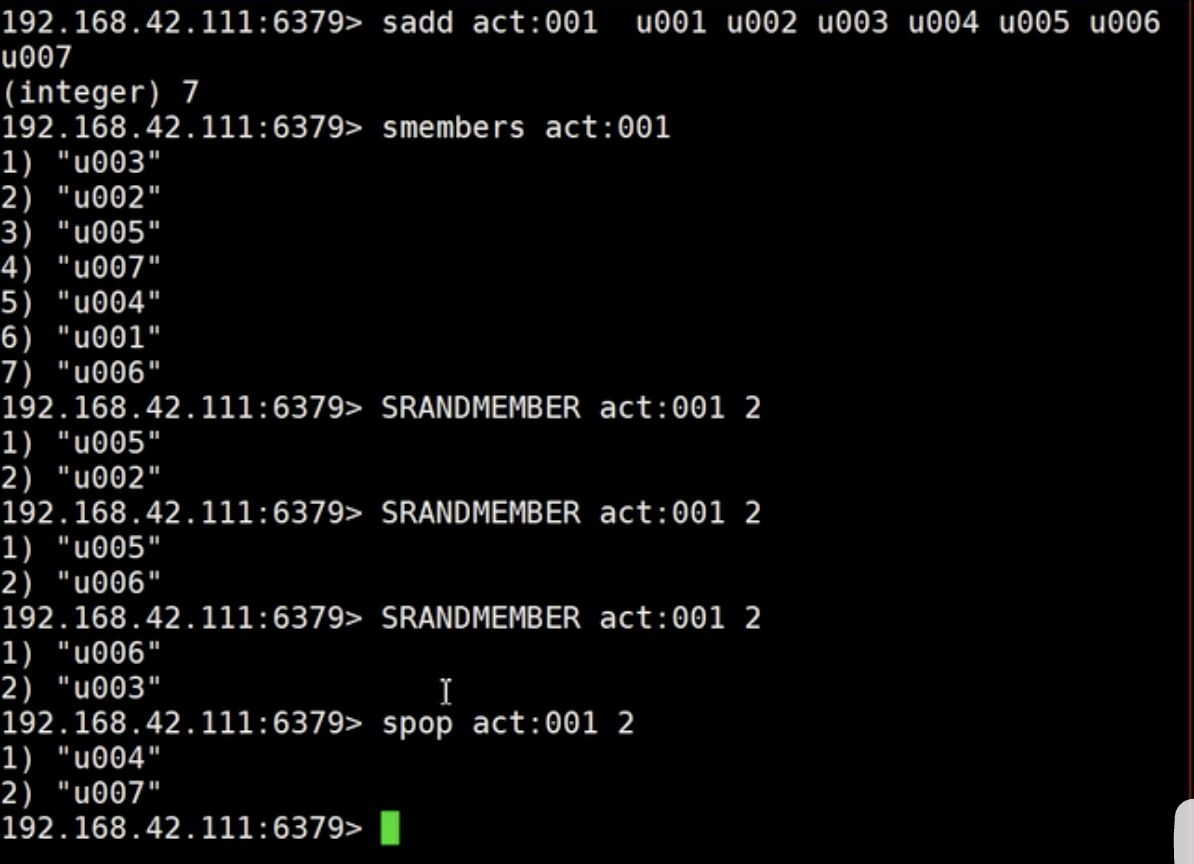 192.168.42.111:6379> sadd act:001  u001 u002 u003 u004 u005 u006
u007
(integer) 7
192.168.42.111:6379> smembers act:001
1) "u003"
2) "u002"
3) "u005"
4) "u007"
5) "u004"
6) "u001"
7) "u006"
192.168.42.111:6379> SRANDMEMBER act:001 2
1) "u005"
2) "u002"
192.168.42.111:6379> SRANDMEMBER act:001 2
1) "u005"
2) "u006"
192.168.42.111:6379> SRANDMEMBER act:001 2
1) "u006"
2) "u003"
192.168.42.111:6379> spop act:001 2
1) "u004"
2) "u007"
192.168.42.111:6379>